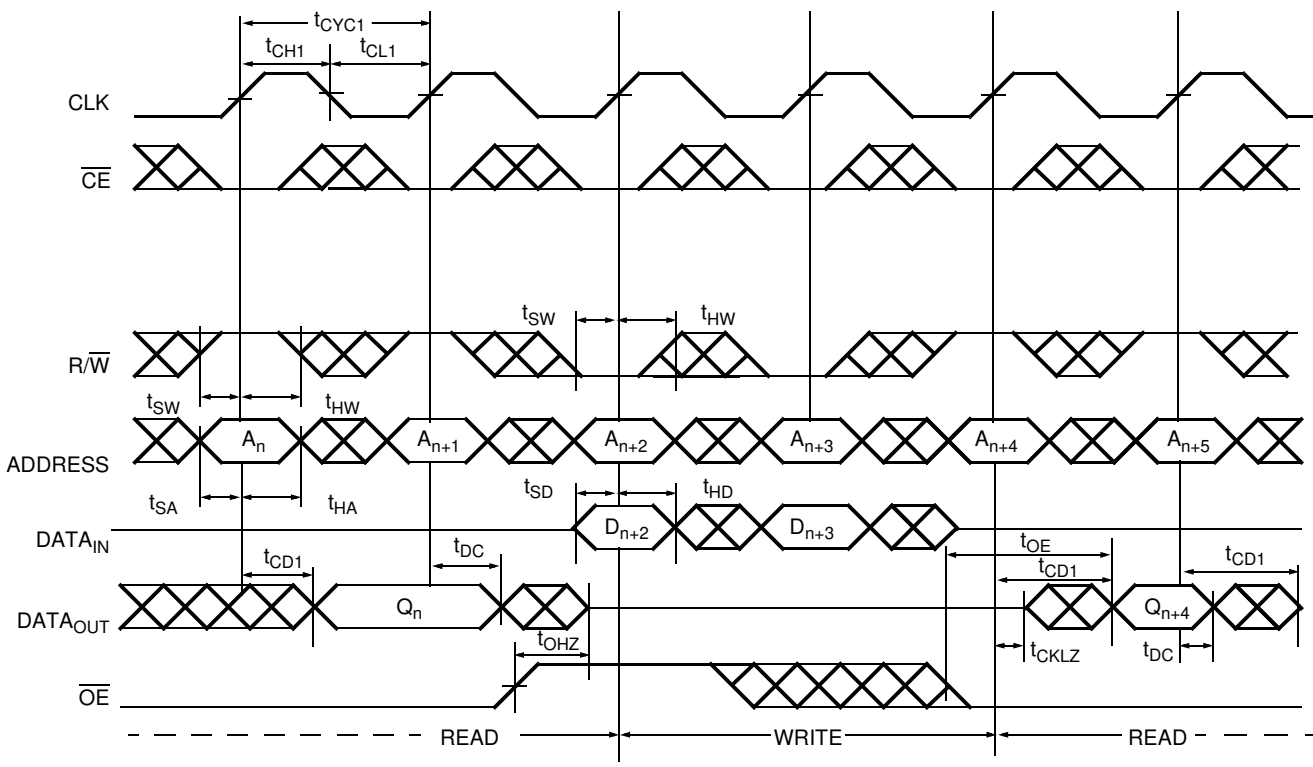 tCYC1
tCH1 tCL1
CLK
CE
tSW tHW
R/W
tSW tHW
An An+1 An+2 An+3 An+4 An+5
ADDRESS
tSA tHA tSD tHD
Dn+2 Dn+3
DATAIN
tOE
tCD1 tDC tCD1 tCD1
Qn Qn+4
DATAOUT
tOHZ tCKLZ tDC
OE
READ WRITE READ